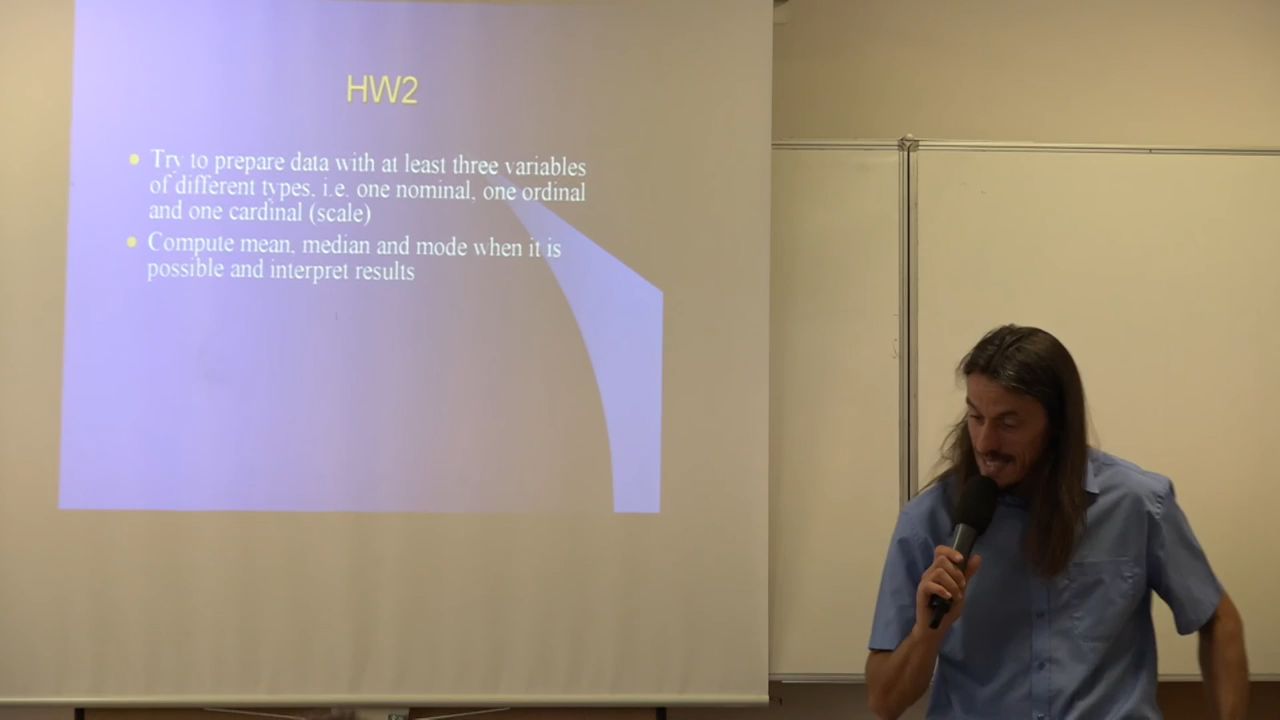 HW2
Try to prepare data with at least three variables
of different types, i.e. one nominal, one ordinal
and one cardinal (scale)
Compute mean, median and mode when it is
possible and interpret results